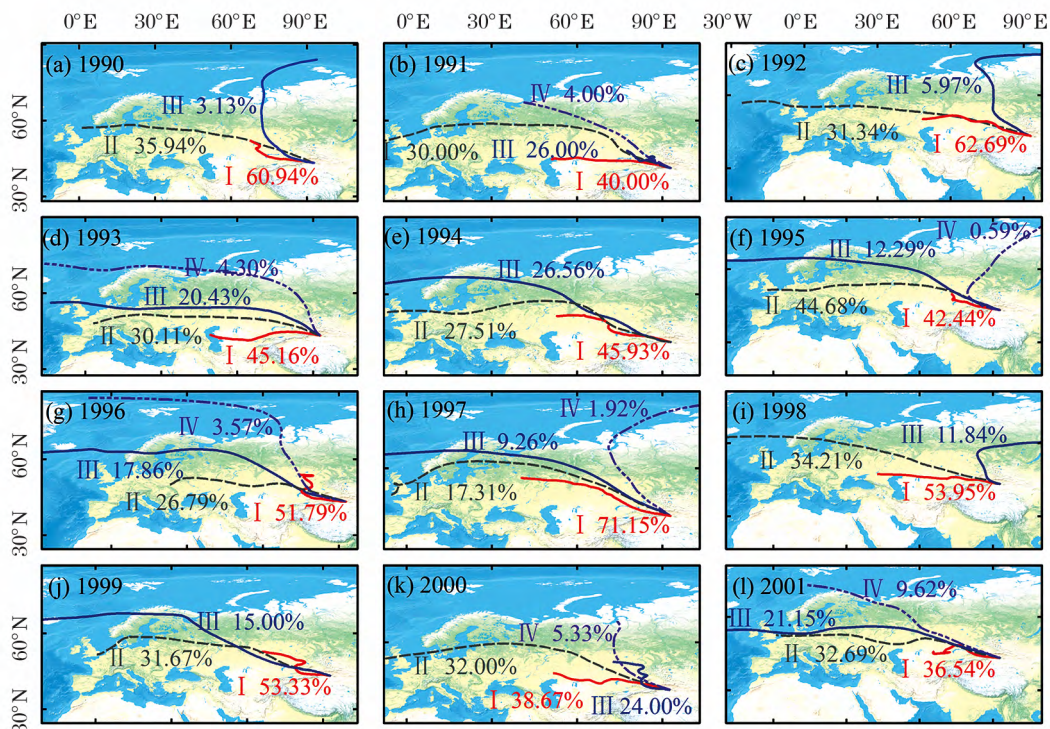 0°E 30°E 60°E 90°E 0°E 30°E 60°E 90°E 30°W 0°E 30°E 60°E 90°E
(a) 1990
III 3.13%
II 35.94%
I 60.94%
60°N
30°N
(b) 1991
IV 4.00%
30.00%
III 26.00%
I 40.00%
(c) 1992
III 5.97%
II 31.34%
I 62.69%
(d) 1993
IV 4.30%
III 20.43%
II 30.11%
I 45.16%
60°N
30°N
(e) 1994
III 26.56%
II 27.51%
I 45.93%
(f) 1995
IV 0.59%
III 12.29%
II 44.68%
I 42.44%
(g) 1996
IV 3.57%
III 17.86%
II 26.79%
I 51.79%
60°N
30°N
(h) 1997
IV 1.92%
III 9.26%
II 17.31%
I 71.15%
(i) 1998
III 11.84%
II 34.21%
I 53.95%
(j) 1999
III 15.00%
II 31.67%
I 53.33%
60°N
30°N
(k) 2000
IV 5.33%
II 32.00%
I 38.67%
III 24.00%
(l) 2001
IV 9.62%
III 21.15%
II 32.69%
I 36.54%